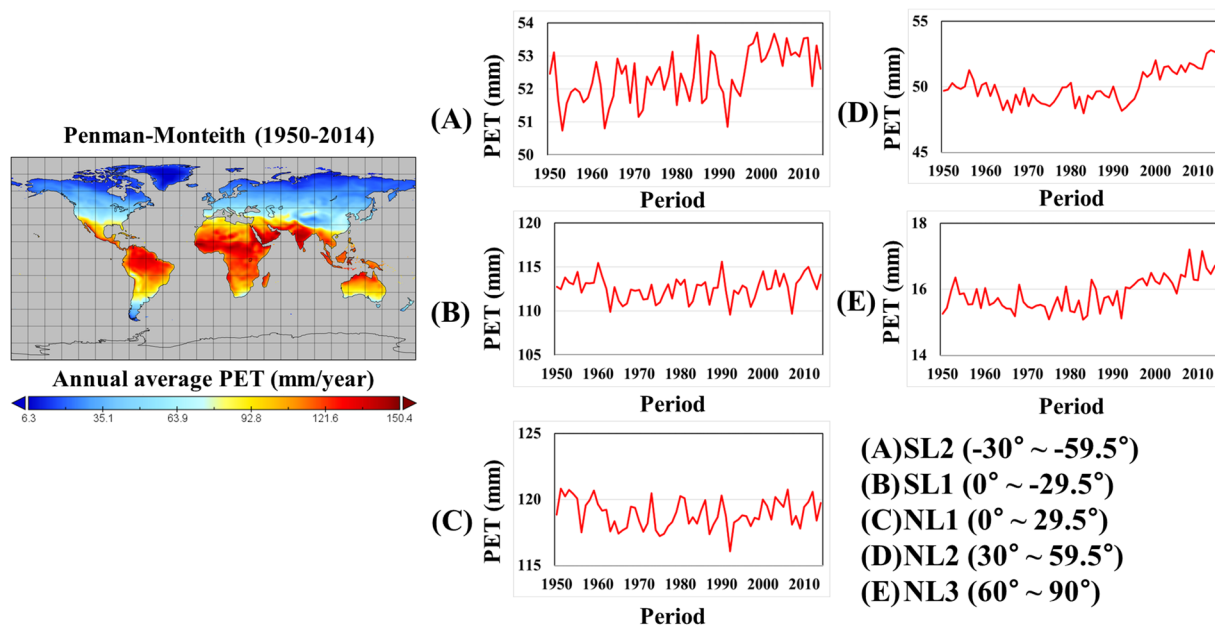 Penman-Monteith (1950-2014)
Annual average PET (mm/year)
6.3 35.1 63.9 92.8 121.6 150.4
(A)
PET (mm)
54
53
52
51
50
1950 1960 1970 1980 1990 2000 2010
Period
(B)
PET (mm)
120
115
110
105
1950 1960 1970 1980 1990 2000 2010
Period
(C)
PET (mm)
125
120
115
1950 1960 1970 1980 1990 2000 2010
Period
(D)
PET (mm)
55
50
45
1950 1960 1970 1980 1990 2000 2010
Period
(E)
PET (mm)
18
16
14
1950 1960 1970 1980 1990 2000 2010
Period
(A)SL2 (-30° ~ -59.5°)
(B)SL1 (0° ~ -29.5°)
(C)NL1 (0° ~ 29.5°)
(D)NL2 (30° ~ 59.5°)
(E)NL3 (60° ~ 90°)